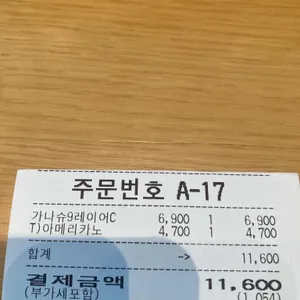 주문번호 A-17
가나슈9레이어C 6,900 1 6,900
T)아메리카노 4,700 1 4,700
합계 -> 11,600
결제금액 11,600
(부가세포함) (1,054)